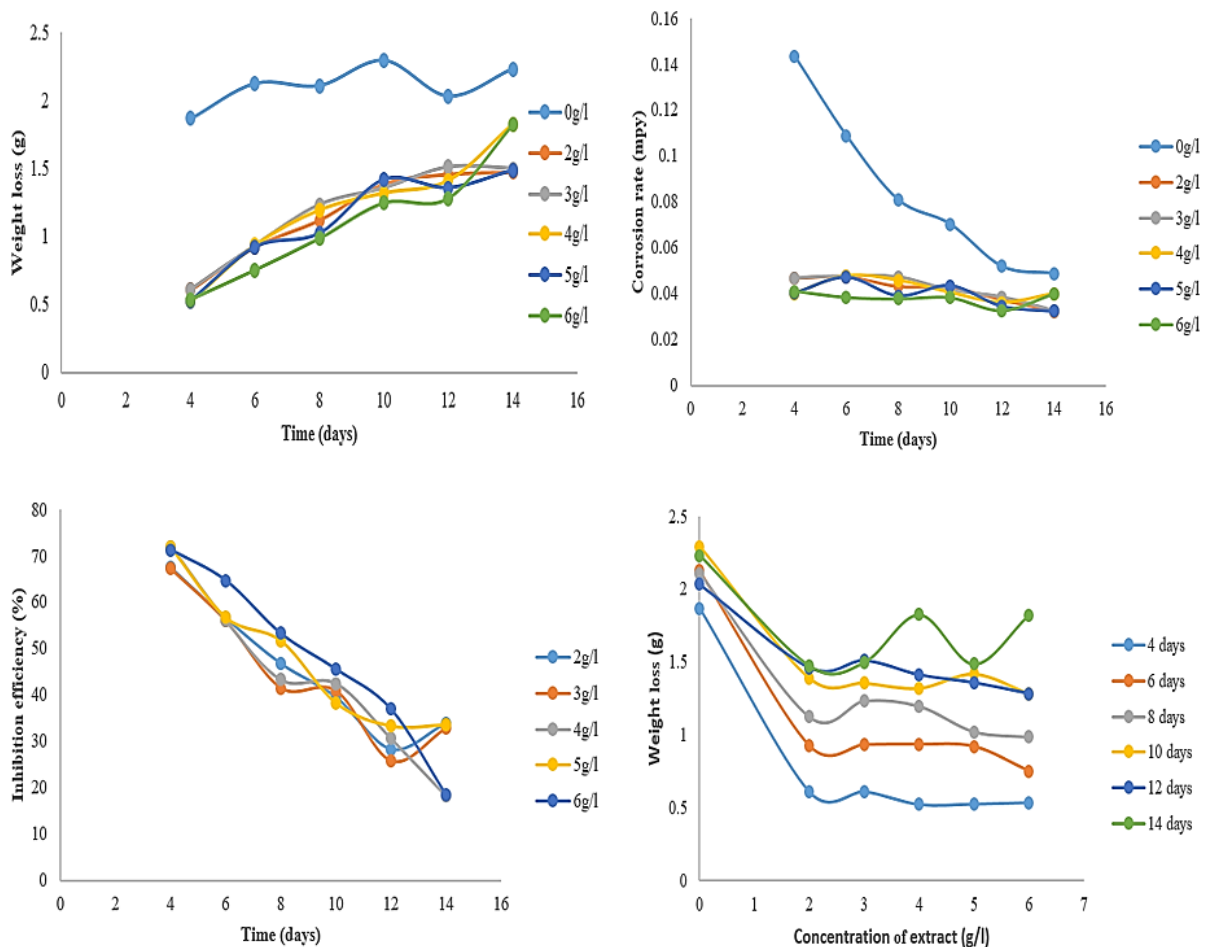 2.5
2
1.5
1
0.5
0
Weight loss (g)
0 2 4 6 8 10 12 14 16
Time (days)
0g/l
2g/l
3g/l
4g/l
5g/l
6g/l
0.16
0.14
0.12
0.1
0.08
0.06
0.04
0.02
0
Corrosion rate (mpy)
0 2 4 6 8 10 12 14 16
Time (days)
0g/l
2g/l
3g/l
4g/l
5g/l
6g/l
80
70
60
50
40
30
20
10
0
Inhibition efficiency (%)
0 2 4 6 8 10 12 14 16
Time (days)
2g/l
3g/l
4g/l
5g/l
6g/l
2.5
2
1.5
1
0.5
0
Weight loss (g)
0 1 2 3 4 5 6 7
Concentration of extract (g/l)
4 days
6 days
8 days
10 days
12 days
14 days